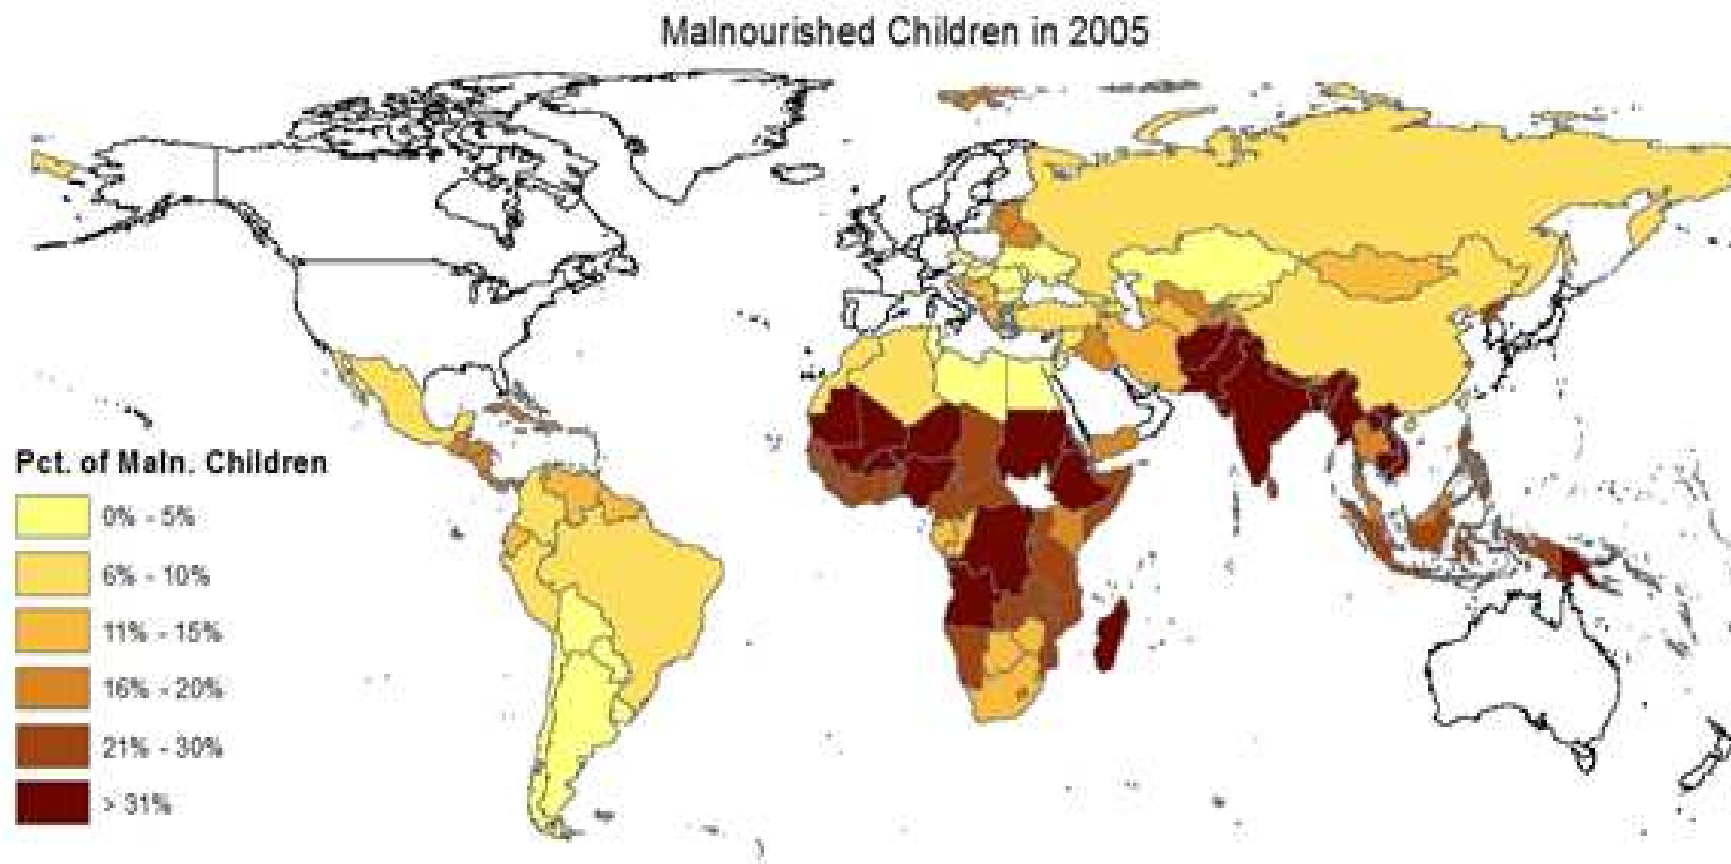 Malnourished Children in 2005
Pct. of Maln. Children
0% - 5%
6% - 10%
11% - 15%
16% - 20%
21% - 30%
> 31%